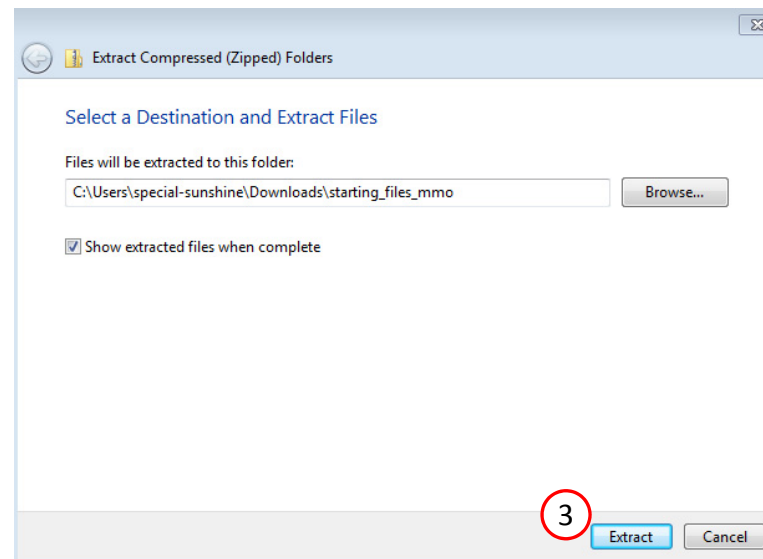 Extract Compressed (Zipped) Folders
Select a Destination and Extract Files
Files will be extracted to this folder:
C:\Users\special-sunshine\Downloads\starting_files_mmo Browse...
Show extracted files when complete
3
Extract Cancel